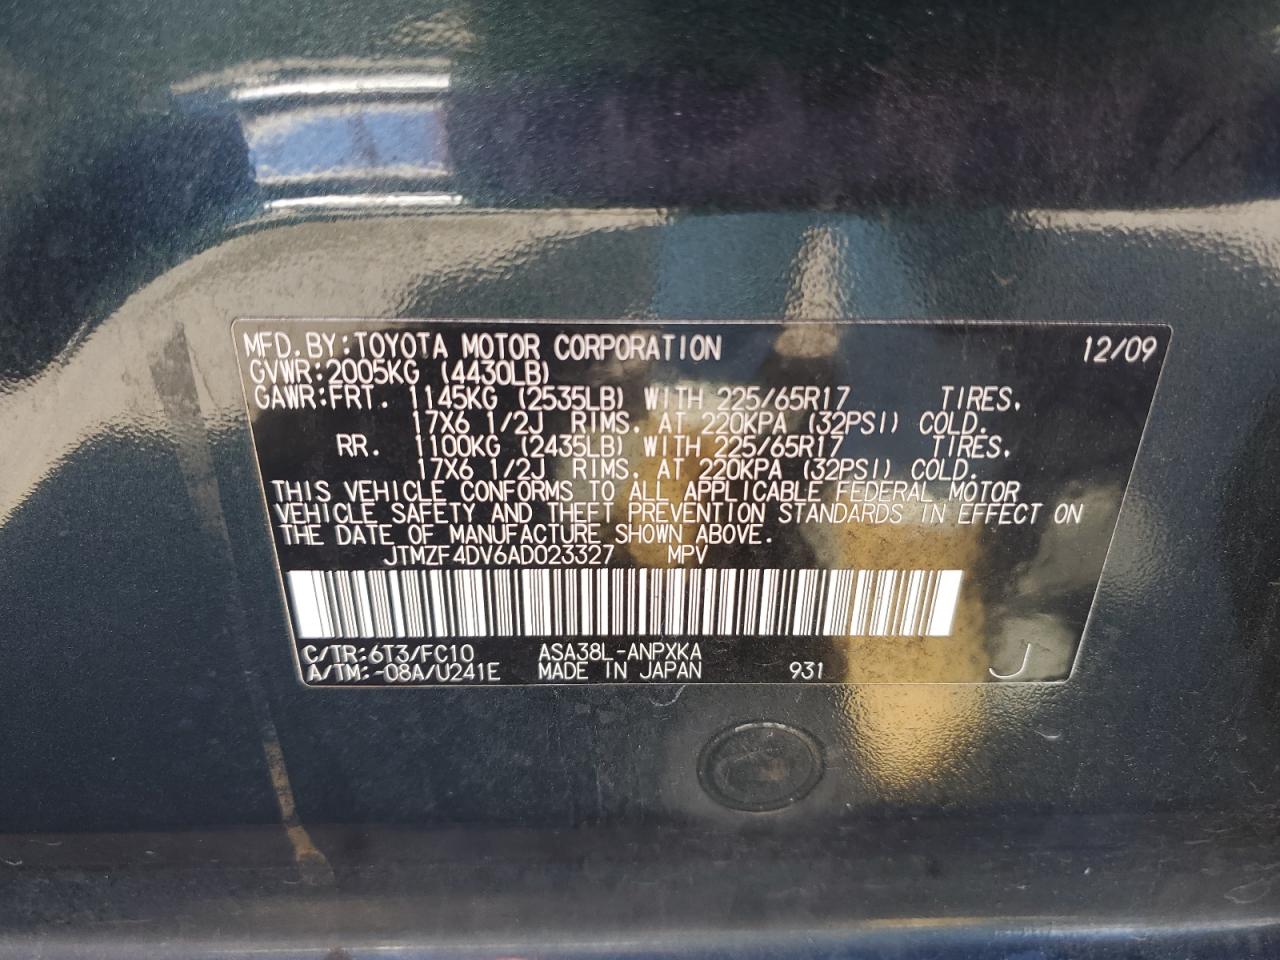 MFD. BY: TOYOTA MOTOR CORPORATION 12/09
GVWR: 2005KG (4430LB)
GAWR: FRT. 1145KG (2535LB) WITH 225/65R17 TIRES,
17X6 1/2J RIMS. AT 220KPA (32PSI) COLD.
RR. 1100KG (2435LB) WITH 225/65R17 TIRES.
17X6 1/2J RIMS. AT 220KPA (32PSI) COLD.
THIS VEHICLE CONFORMS TO ALL APPLICABLE FEDERAL MOTOR
VEHICLE SAFETY AND THEFT PREVENTION STANDARDS IN EFFECT ON
THE DATE OF MANUFACTURE SHOWN ABOVE.
JTMZF4DV6AD023327 MPV
C/TR: 6T3/FC10 ASA38L-ANPXKA
A/TM: -08A/U241E MADE IN JAPAN 931 J